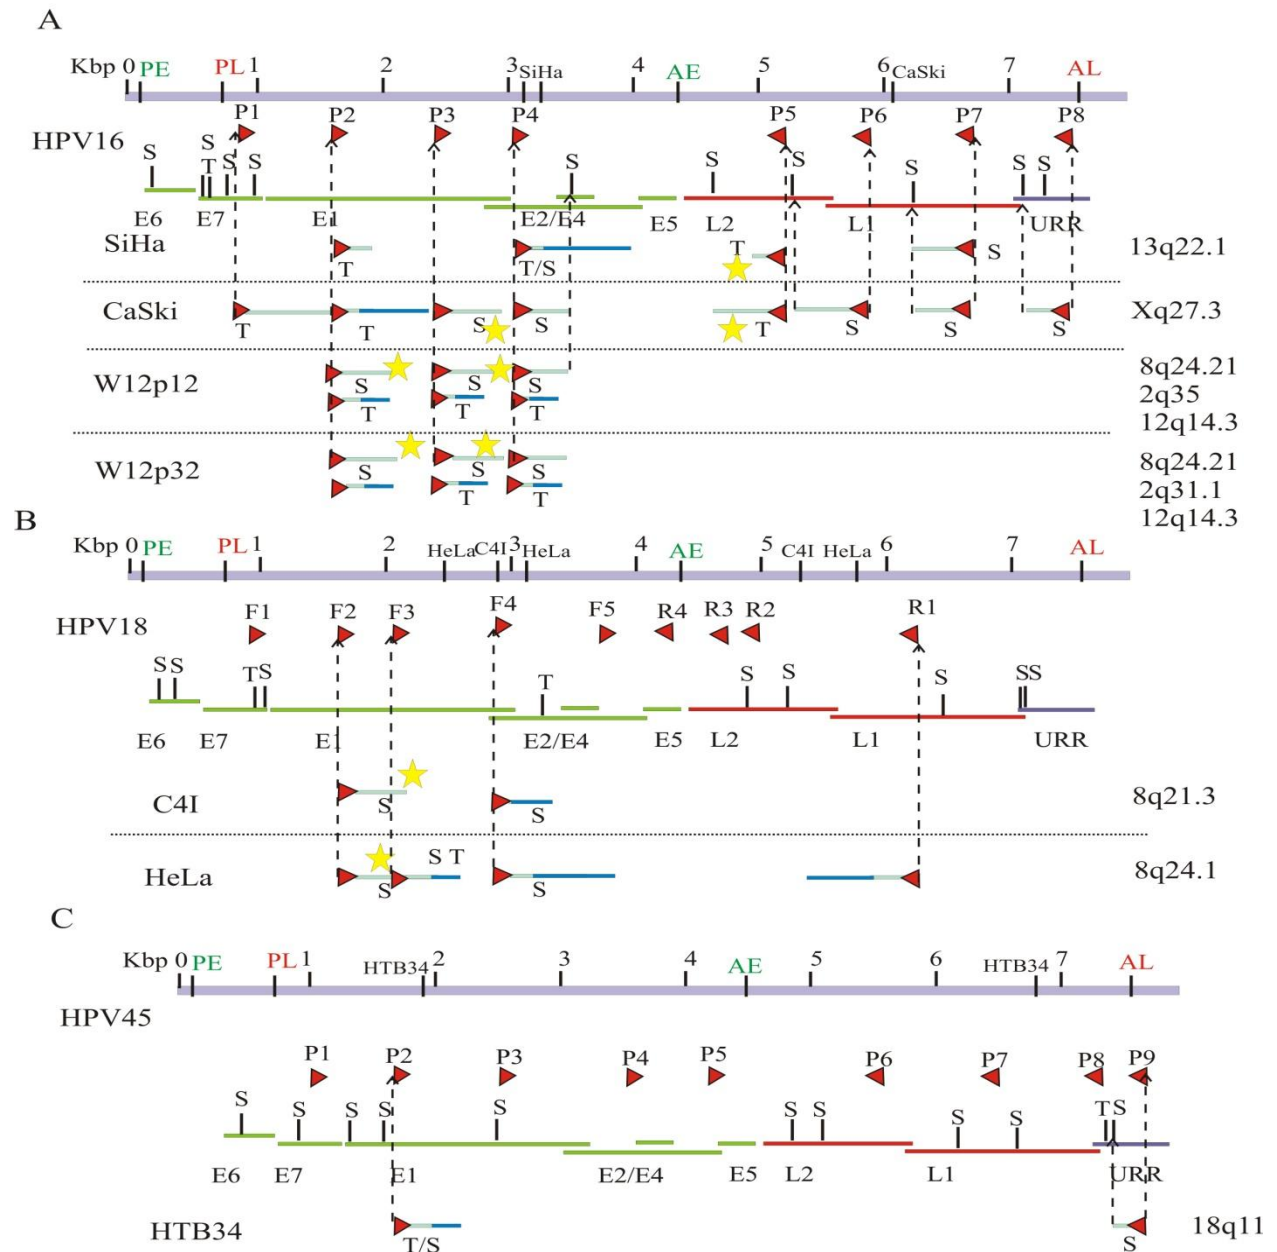 A
Kbp 0 PE PL 1 2 3 SiHa 4 AE 5 6 CaSki 7 AL
P1 P2 P3 P4 P5 P6 P7 P8
HPV16
S S T S S S S S S S S
E6 E7 E1 E2/E4 E5 L2 L1 URR
SiHa T T/S T S 13q22.1
CaSki T T S S T S S S Xq27.3
W12p12 S S S 8q24.21
T T T 2q35
12q14.3
W12p32 S S S 8q24.21
T T 2q31.1
12q14.3
B
Kbp 0 PE PL 1 2 HeLa C4I 3 HeLa 4 AE 5 C4I HeLa 6 7 AL
HPV18 F1 F2 F3 F4 F5 R4 R3 R2 R1
S S T S T S S S S S
E6 E7 E1 E2/E4 E5 L2 L1 URR
C4I S S 8q21.3
HeLa S S T S 8q24.1
C
Kbp 0 PE PL 1 HTB34 2 3 4 AE 5 6 HTB34 7 AL
HPV45
P1 P2 P3 P4 P5 P6 P7 P8 P9
S S S S S S S S S T S
E6 E7 E1 E2/E4 E5 L2 L1 URR
HTB34 T/S S 18q11